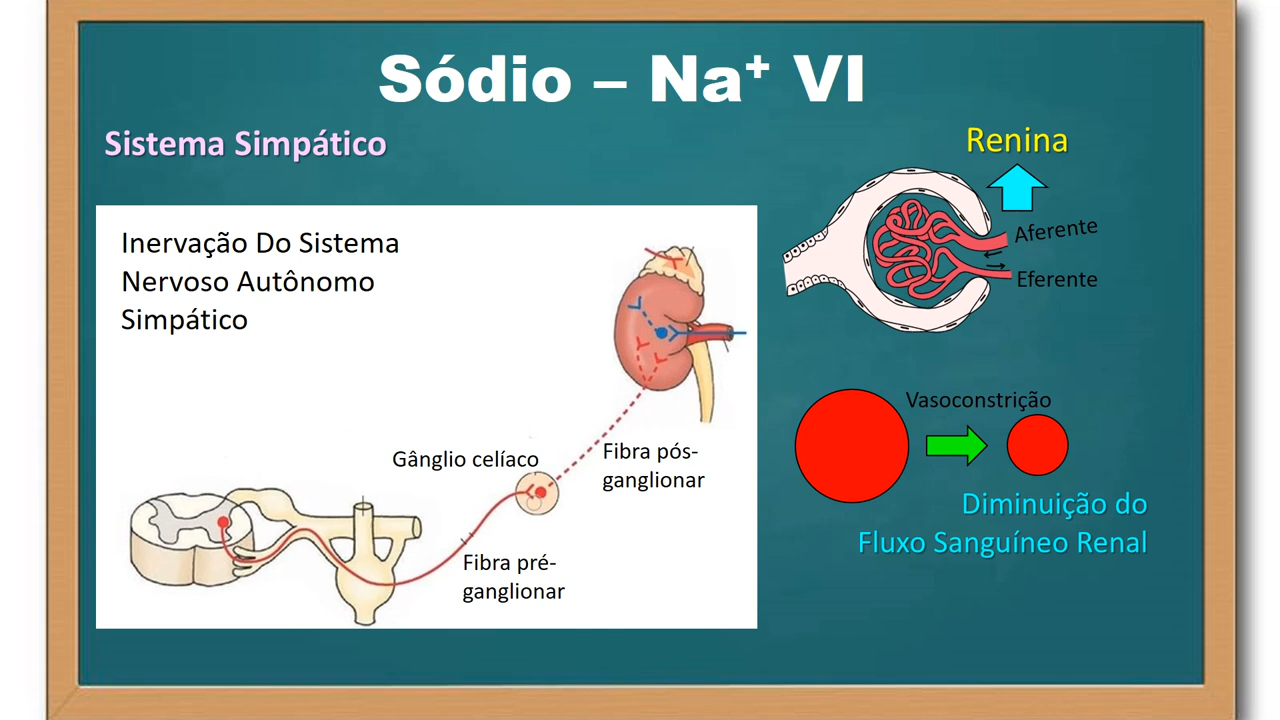 Sódio – Na⁺ VI
Sistema Simpático
Inervação Do Sistema
Nervoso Autônomo
Simpático
Gânglio celíaco
Fibra pós-
ganglionar
Fibra pré-
ganglionar
Renina
Aferente
Eferente
Vasoconstrição
Diminuição do
Fluxo Sanguíneo Renal